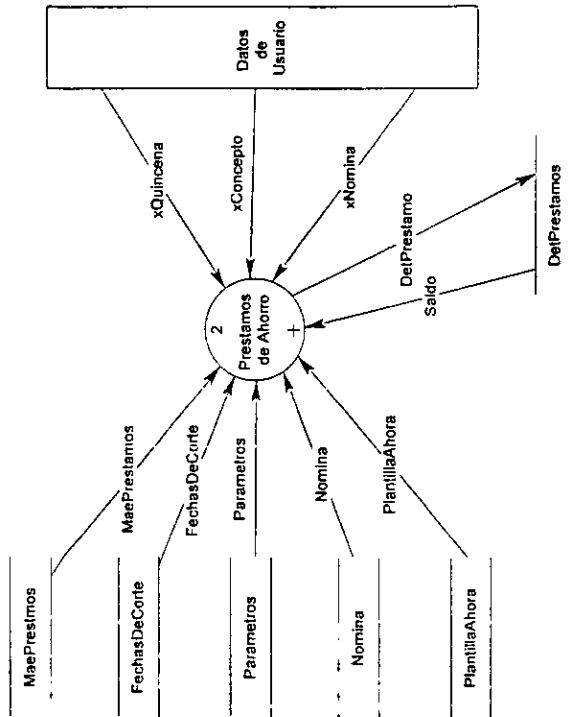 Datos
de
Usuario
xQuincena
xConcepto
xNomina
2
Prestamos
de Ahorro
+
DetPrestamo
Saldo
DetPrestamos
MaePrestamos
FechasDeCorte
Parametros
Nomina
PlantillaAhora
MaePrestmos
FechasDeCorte
Parametros
Nomina
PlantillaAhora